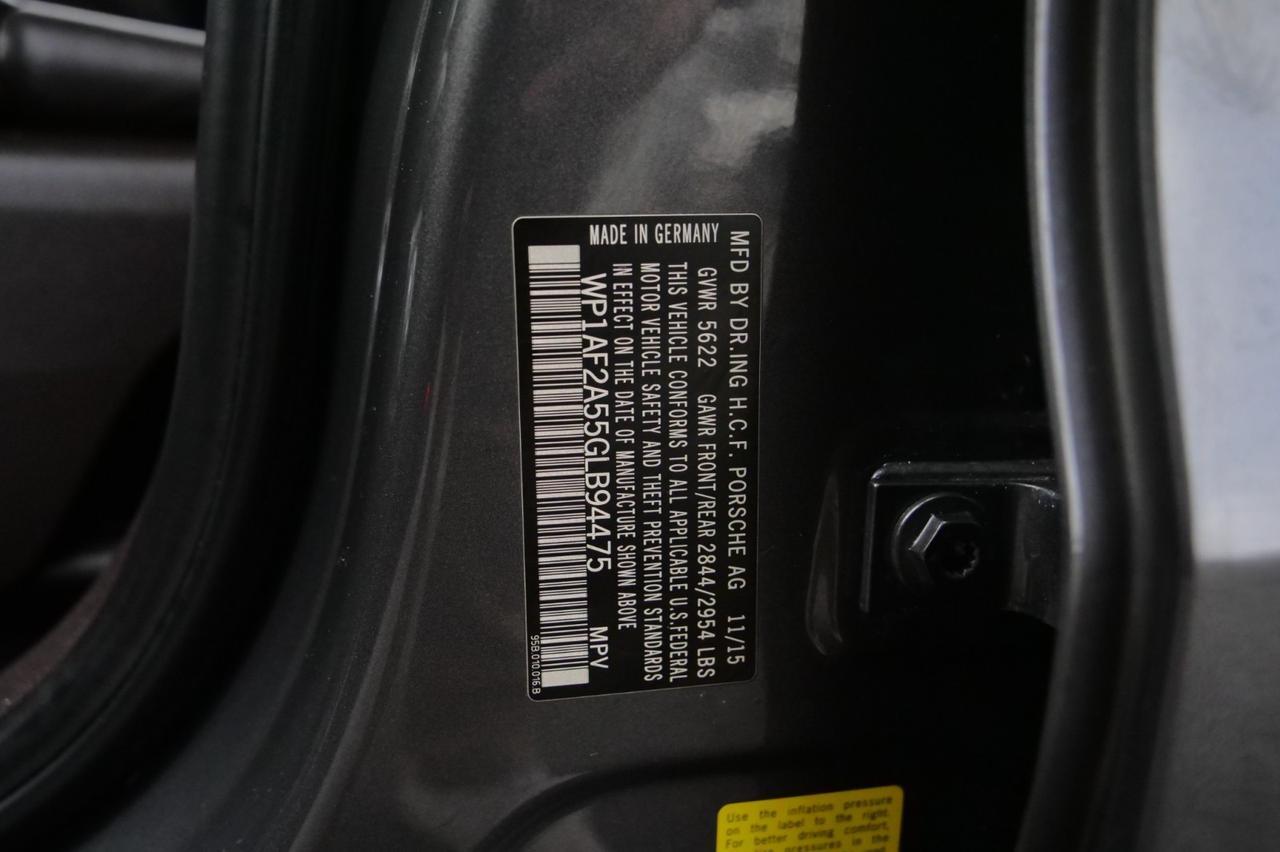 MFD BY DR.ING H.C.F. PORSCHE AG 11/15
MADE IN GERMANY
GVWR 5622 GAWR FRONT/REAR 2844/2954 LBS
THIS VEHICLE CONFORMS TO ALL APPLICABLE U.S.FEDERAL
MOTOR VEHICLE SAFETY AND THEFT PREVENTION STANDARDS
IN EFFECT ON THE DATE OF MANUFACTURE SHOWN ABOVE
WP1AF2A55GLB94475 MPV
95B.010.016.B
Use the inflation pressure
on the label to the right.
For better driving comfort,
pressures in the